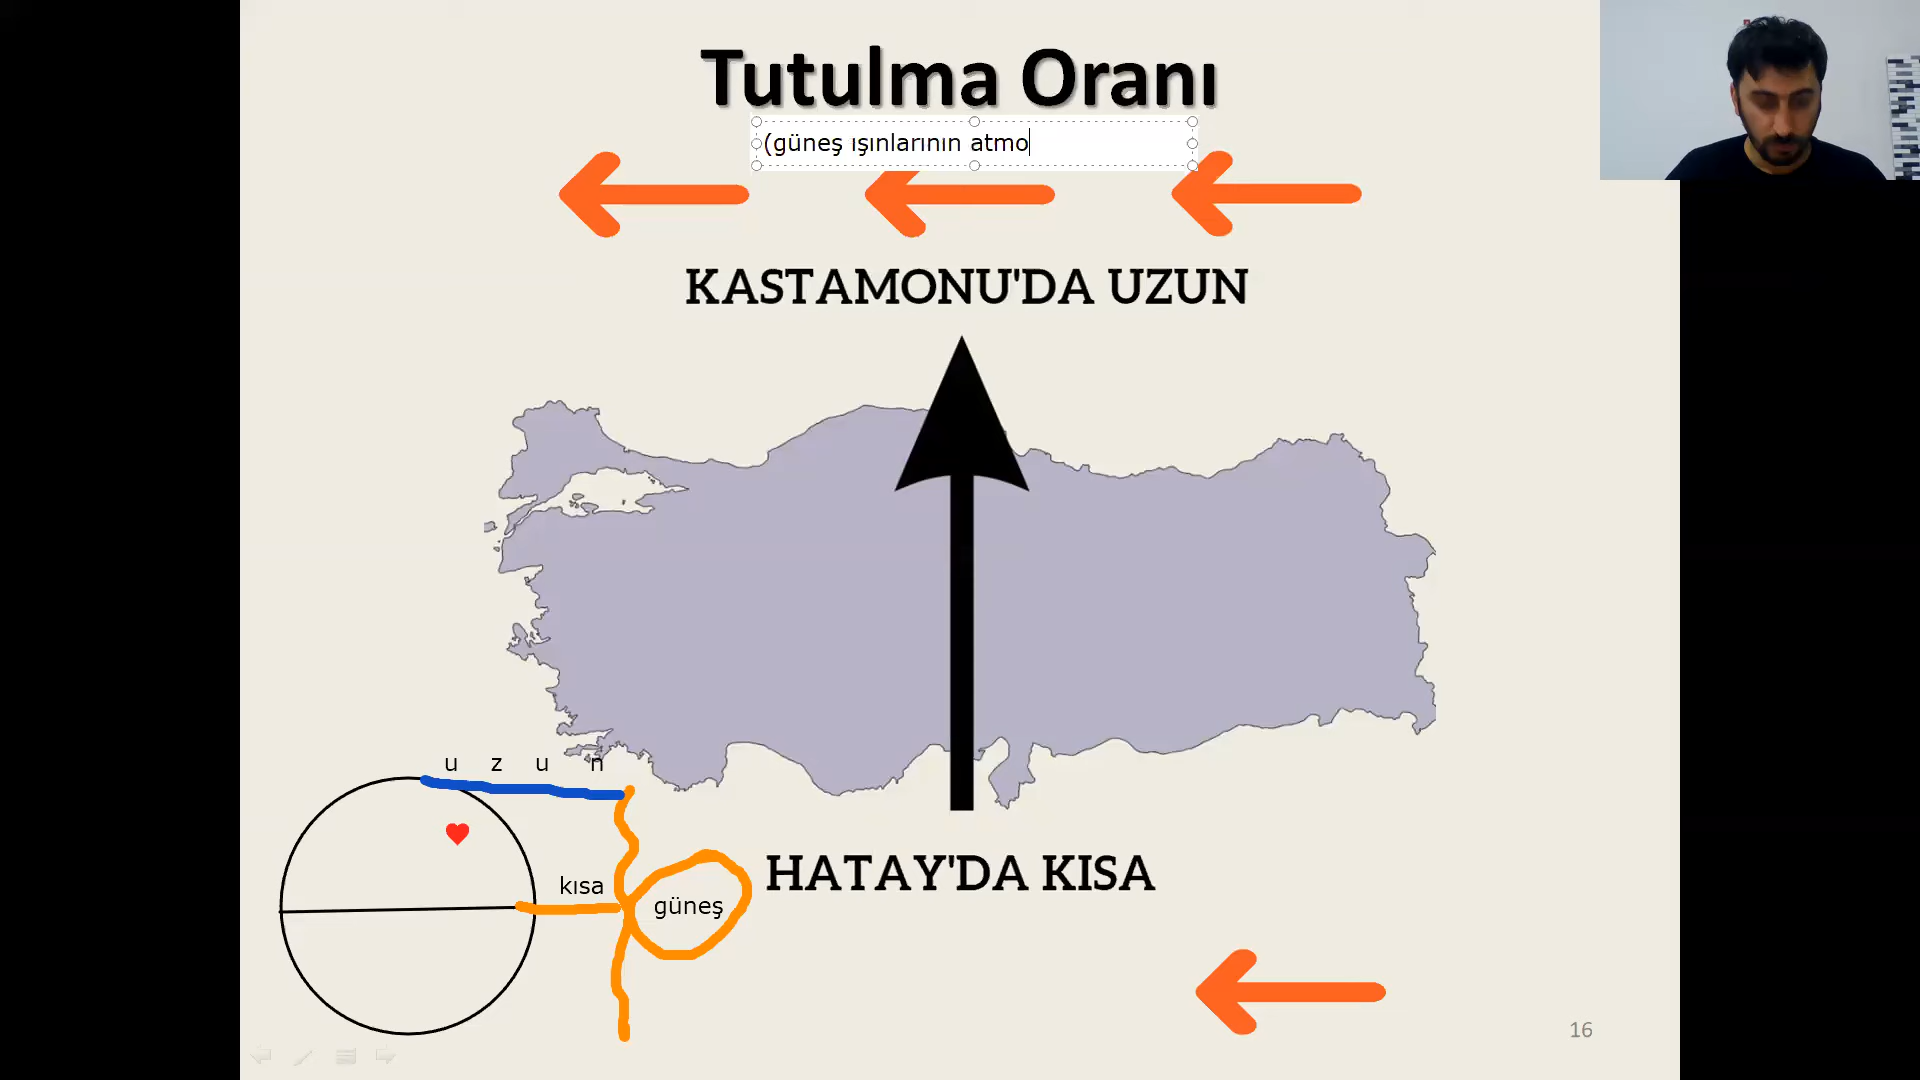 Tutulma Oranı
(güneş ışınlarının atmo
KASTAMONU'DA UZUN
u z u n
HATAY'DA KISA
kısa
güneş
16